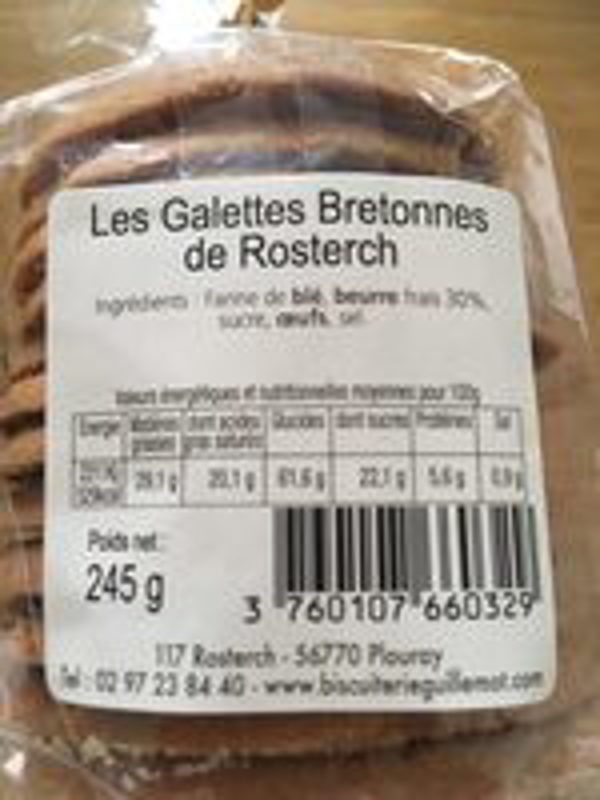 Les Galettes Bretonnes
de Rosterch
Ingrédients : Farine de blé, beurre frais 30%,
sucre, œufs, sel.
Valeurs énergétiques et nutritionnelles moyennes pour 100g
Energie Matières grasses dont acides gras saturés Glucides dont sucres Protéines Sel
29,1 g 20,1 g 61,6 g 22,1 g 5,6 g 0,9 g
Poids net :
245 g
3 760107 660329
117 Rosterch - 56770 Plouray
Tel : 02 97 23 84 40 - www.biscuiterieguillemot.com